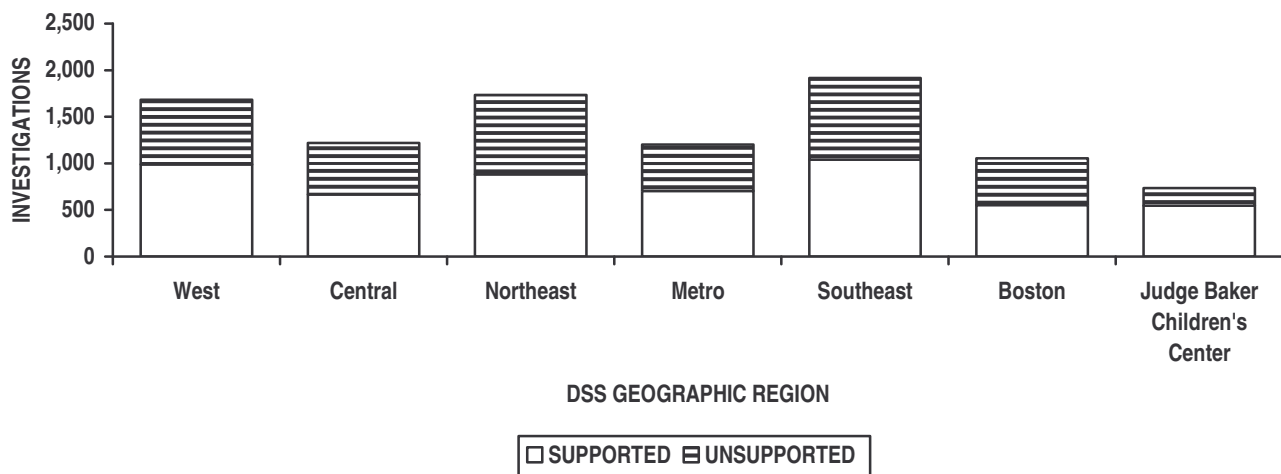 2,500
2,000
1,500
1,000
500
0
INVESTIGATIONS
West
Central
Northeast
Metro
Southeast
Boston
Judge Baker
Children's
Center
DSS GEOGRAPHIC REGION
SUPPORTED
UNSUPPORTED